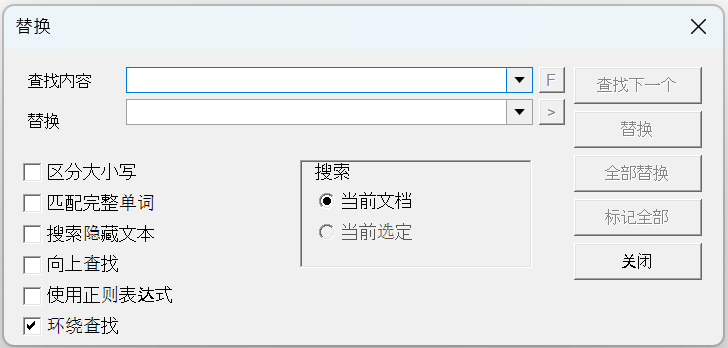 替换
查找内容
F
查找下一个
替换
>
替换
区分大小写
搜索
全部替换
匹配完整单词
当前文档
标记全部
搜索隐藏文本
当前选定
向上查找
关闭
使用正则表达式
环绕查找